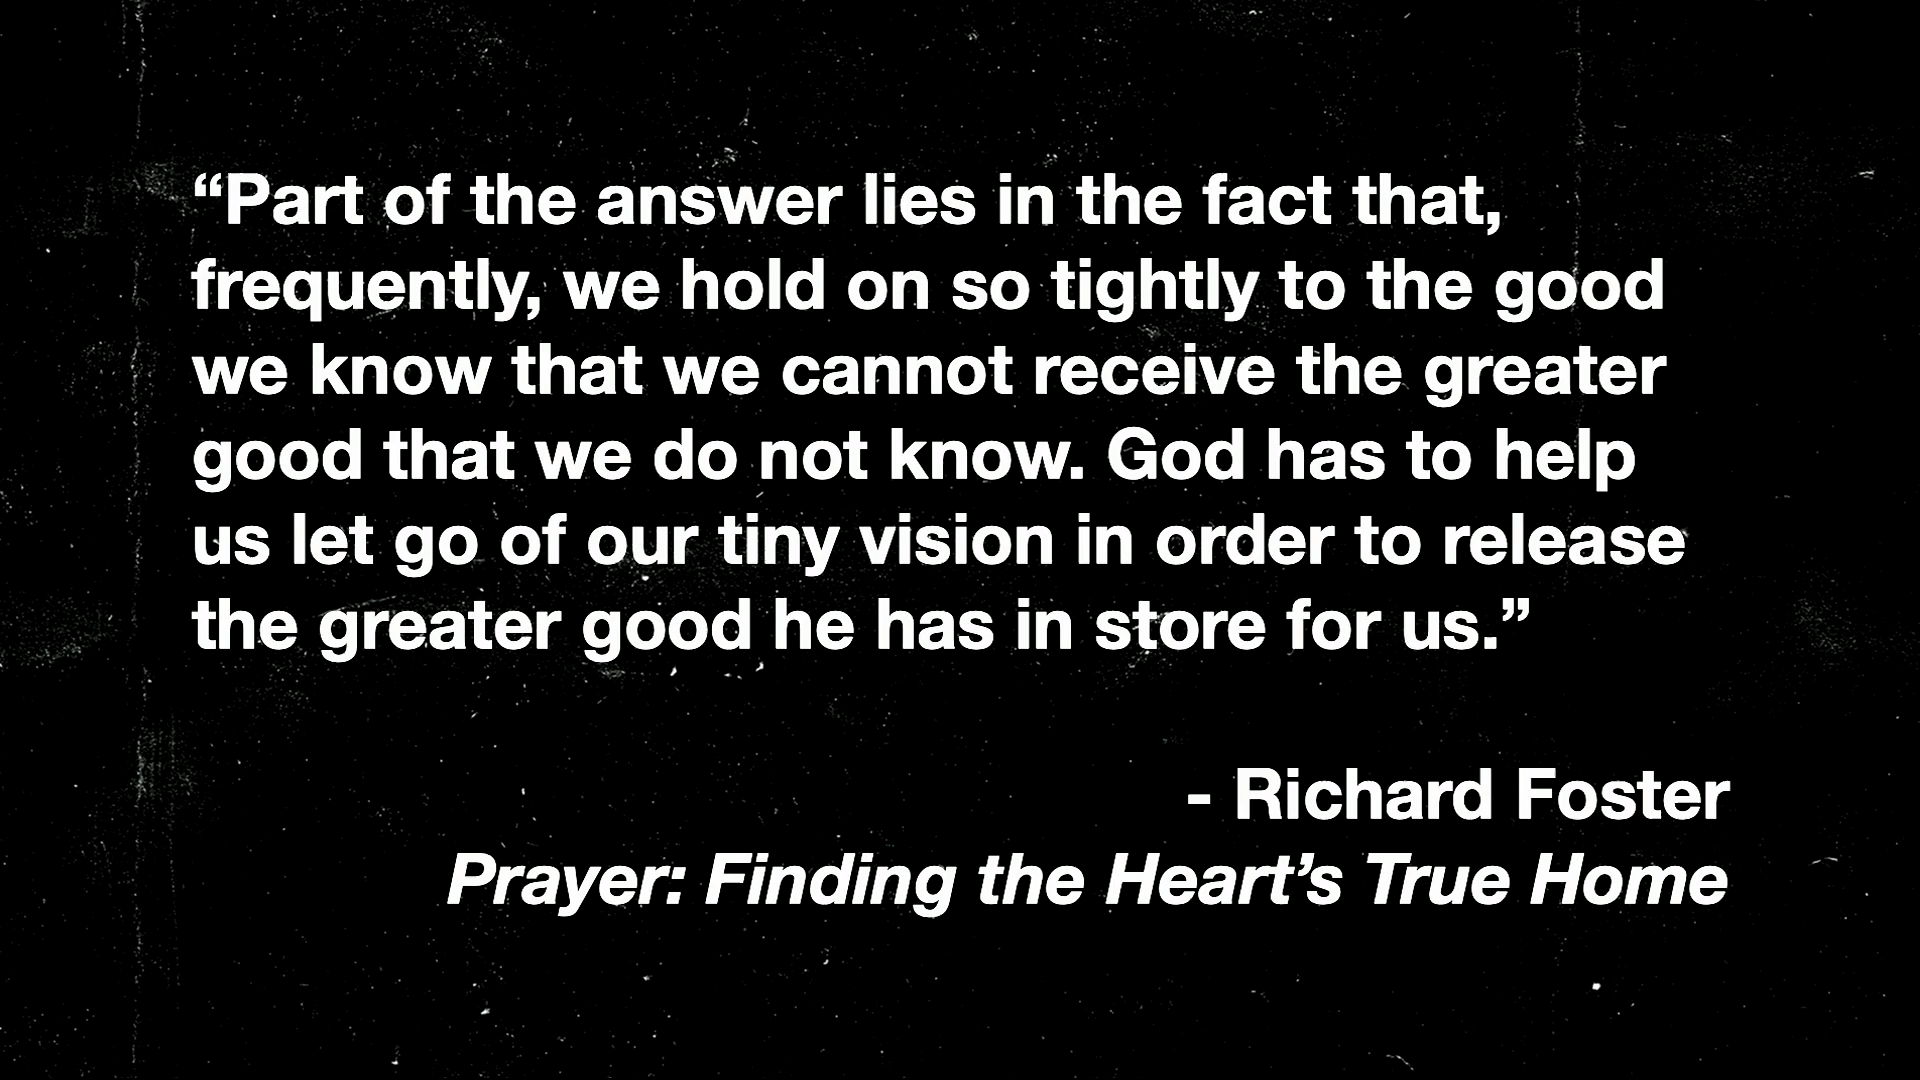 “Part of the answer lies in the fact that,
frequently, we hold on so tightly to the good
we know that we cannot receive the greater
good that we do not know. God has to help
us let go of our tiny vision in order to release
the greater good he has in store for us.”
- Richard Foster
Prayer: Finding the Heart’s True Home